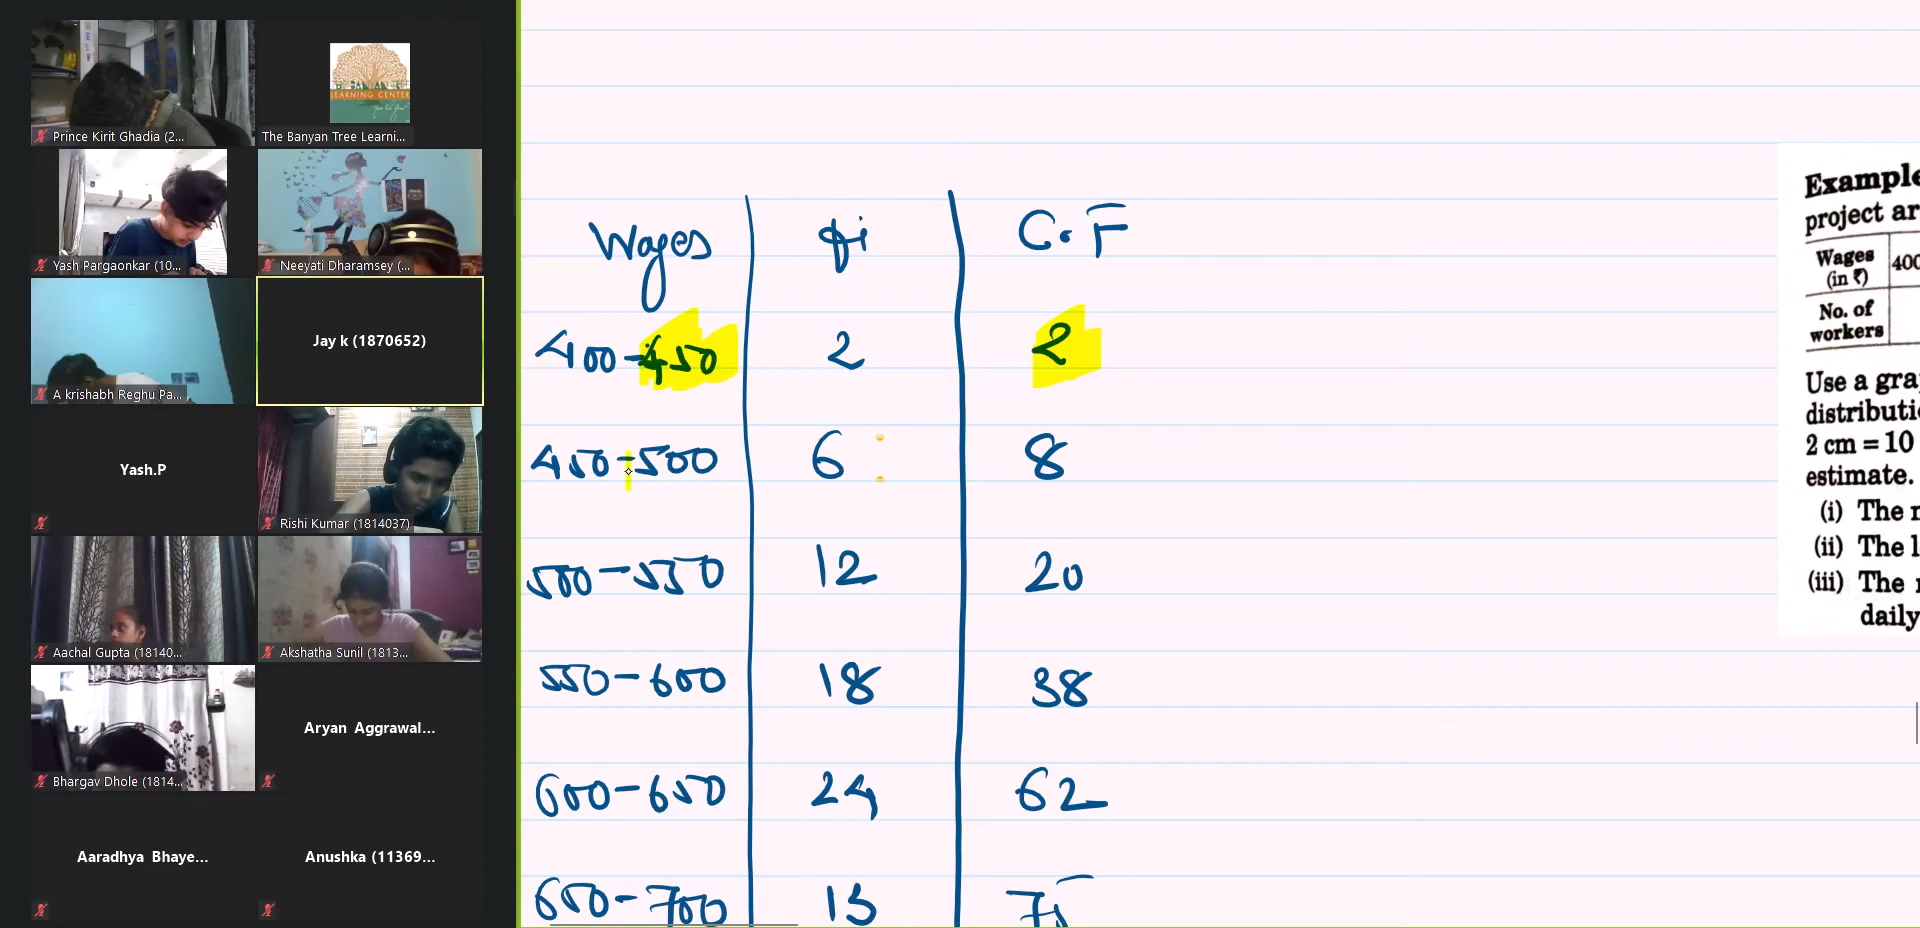 HELP
LEARNING CENTER
Prince Kirit Ghadia (2...
The Banyan Tree Learni...
Yash Pargaonkar (10...
Neeyati Dharamsey (...
A krishabh Reghu Pa...
Jay k (1870652)
Yash.P
Rishi Kumar (1814037)
Aachal Gupta (18140...
Akshatha Sunil (1813...
Bhargav Dhole (1814...
Aryan Aggrawal...
Aaradhya Bhaye...
Anushka (11369...
Wages fi C.F
400-450 2 2
450-500 6 8
500-550 12 20
550-600 18 38
600-650 24 62
650-700 13 75
Example
project ar
Wages 400
(in ₹)
No. of
workers
Use a gra
distributi
2 cm = 10
estimate.
(i) The
(ii) The
(iii) The
daily